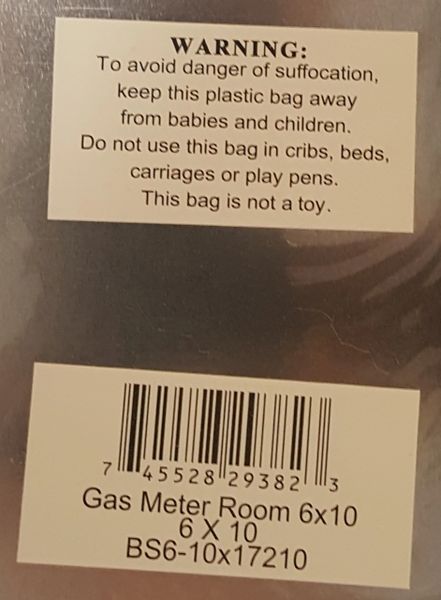 WARNING:
To avoid danger of suffocation,
keep this plastic bag away
from babies and children.
Do not use this bag in cribs, beds,
carriages or play pens.
This bag is not a toy.
7 45528 29382 3
Gas Meter Room 6x10
6 X 10
BS6-10x17210